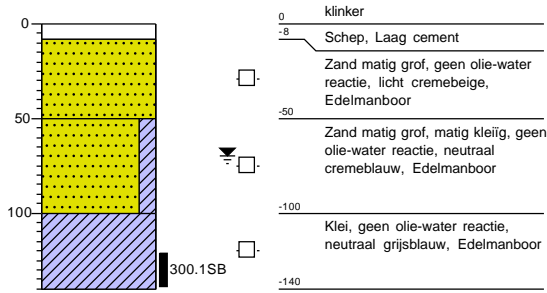 0
50
100
300.1SB
0
klinker
-8
Schep, Laag cement
Zand matig grof, geen olie-water
reactie, licht cremebeige,
Edelmanboor
-50
Zand matig grof, matig kleiïg, geen
olie-water reactie, neutraal
cremeblauw, Edelmanboor
-100
Klei, geen olie-water reactie,
neutraal grijsblauw, Edelmanboor
-140